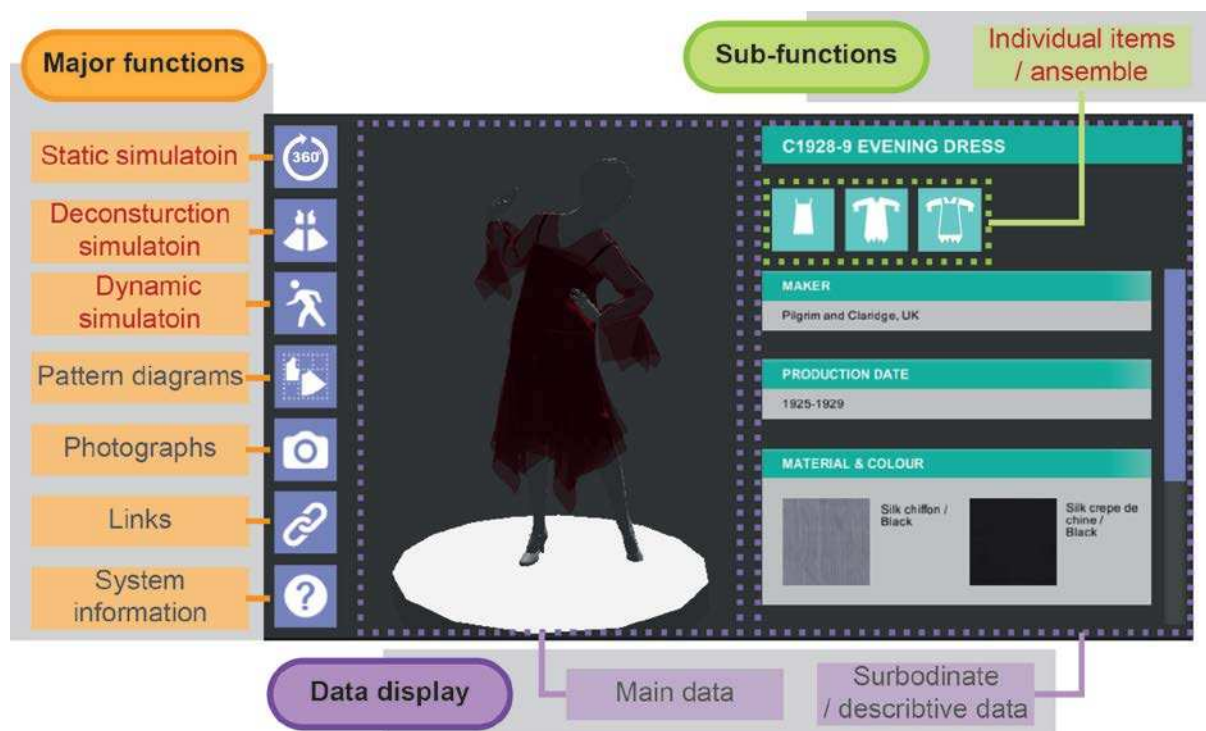 Major functions
Sub-functions
Individual items
/ ansemble
Static simulatoin
Deconsturction
simulatoin
Dynamic
simulatoin
Pattern diagrams
Photographs
Links
System
information
360°
C1928-9 EVENING DRESS
MAKER
Pilgrim and Claridge, UK
PRODUCTION DATE
1925-1929
MATERIAL & COLOUR
Silk chiffon /
Black
Silk crepe de
chine /
Black
?
Data display
Main data
Surbodinate
/ describtive data